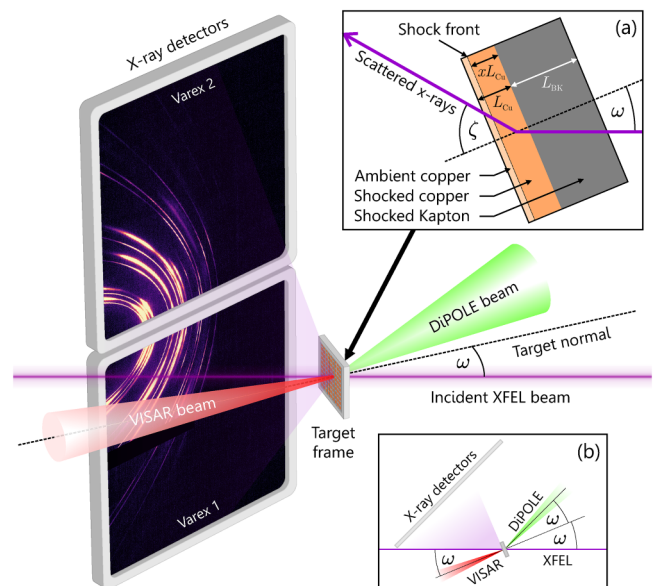 X-ray detectors
Varex 2
Varex 1
VISAR beam
Target
frame
DiPOLE beam
Target normal
ω
Incident XFEL beam
(a)
Shock front
Scattered x-rays
xL_Cu
L_Cu
L_BK
ζ
ω
Ambient copper
Shocked copper
Shocked Kapton
(b)
X-ray detectors
DiPOLE
ω
ω
ω
VISAR
XFEL